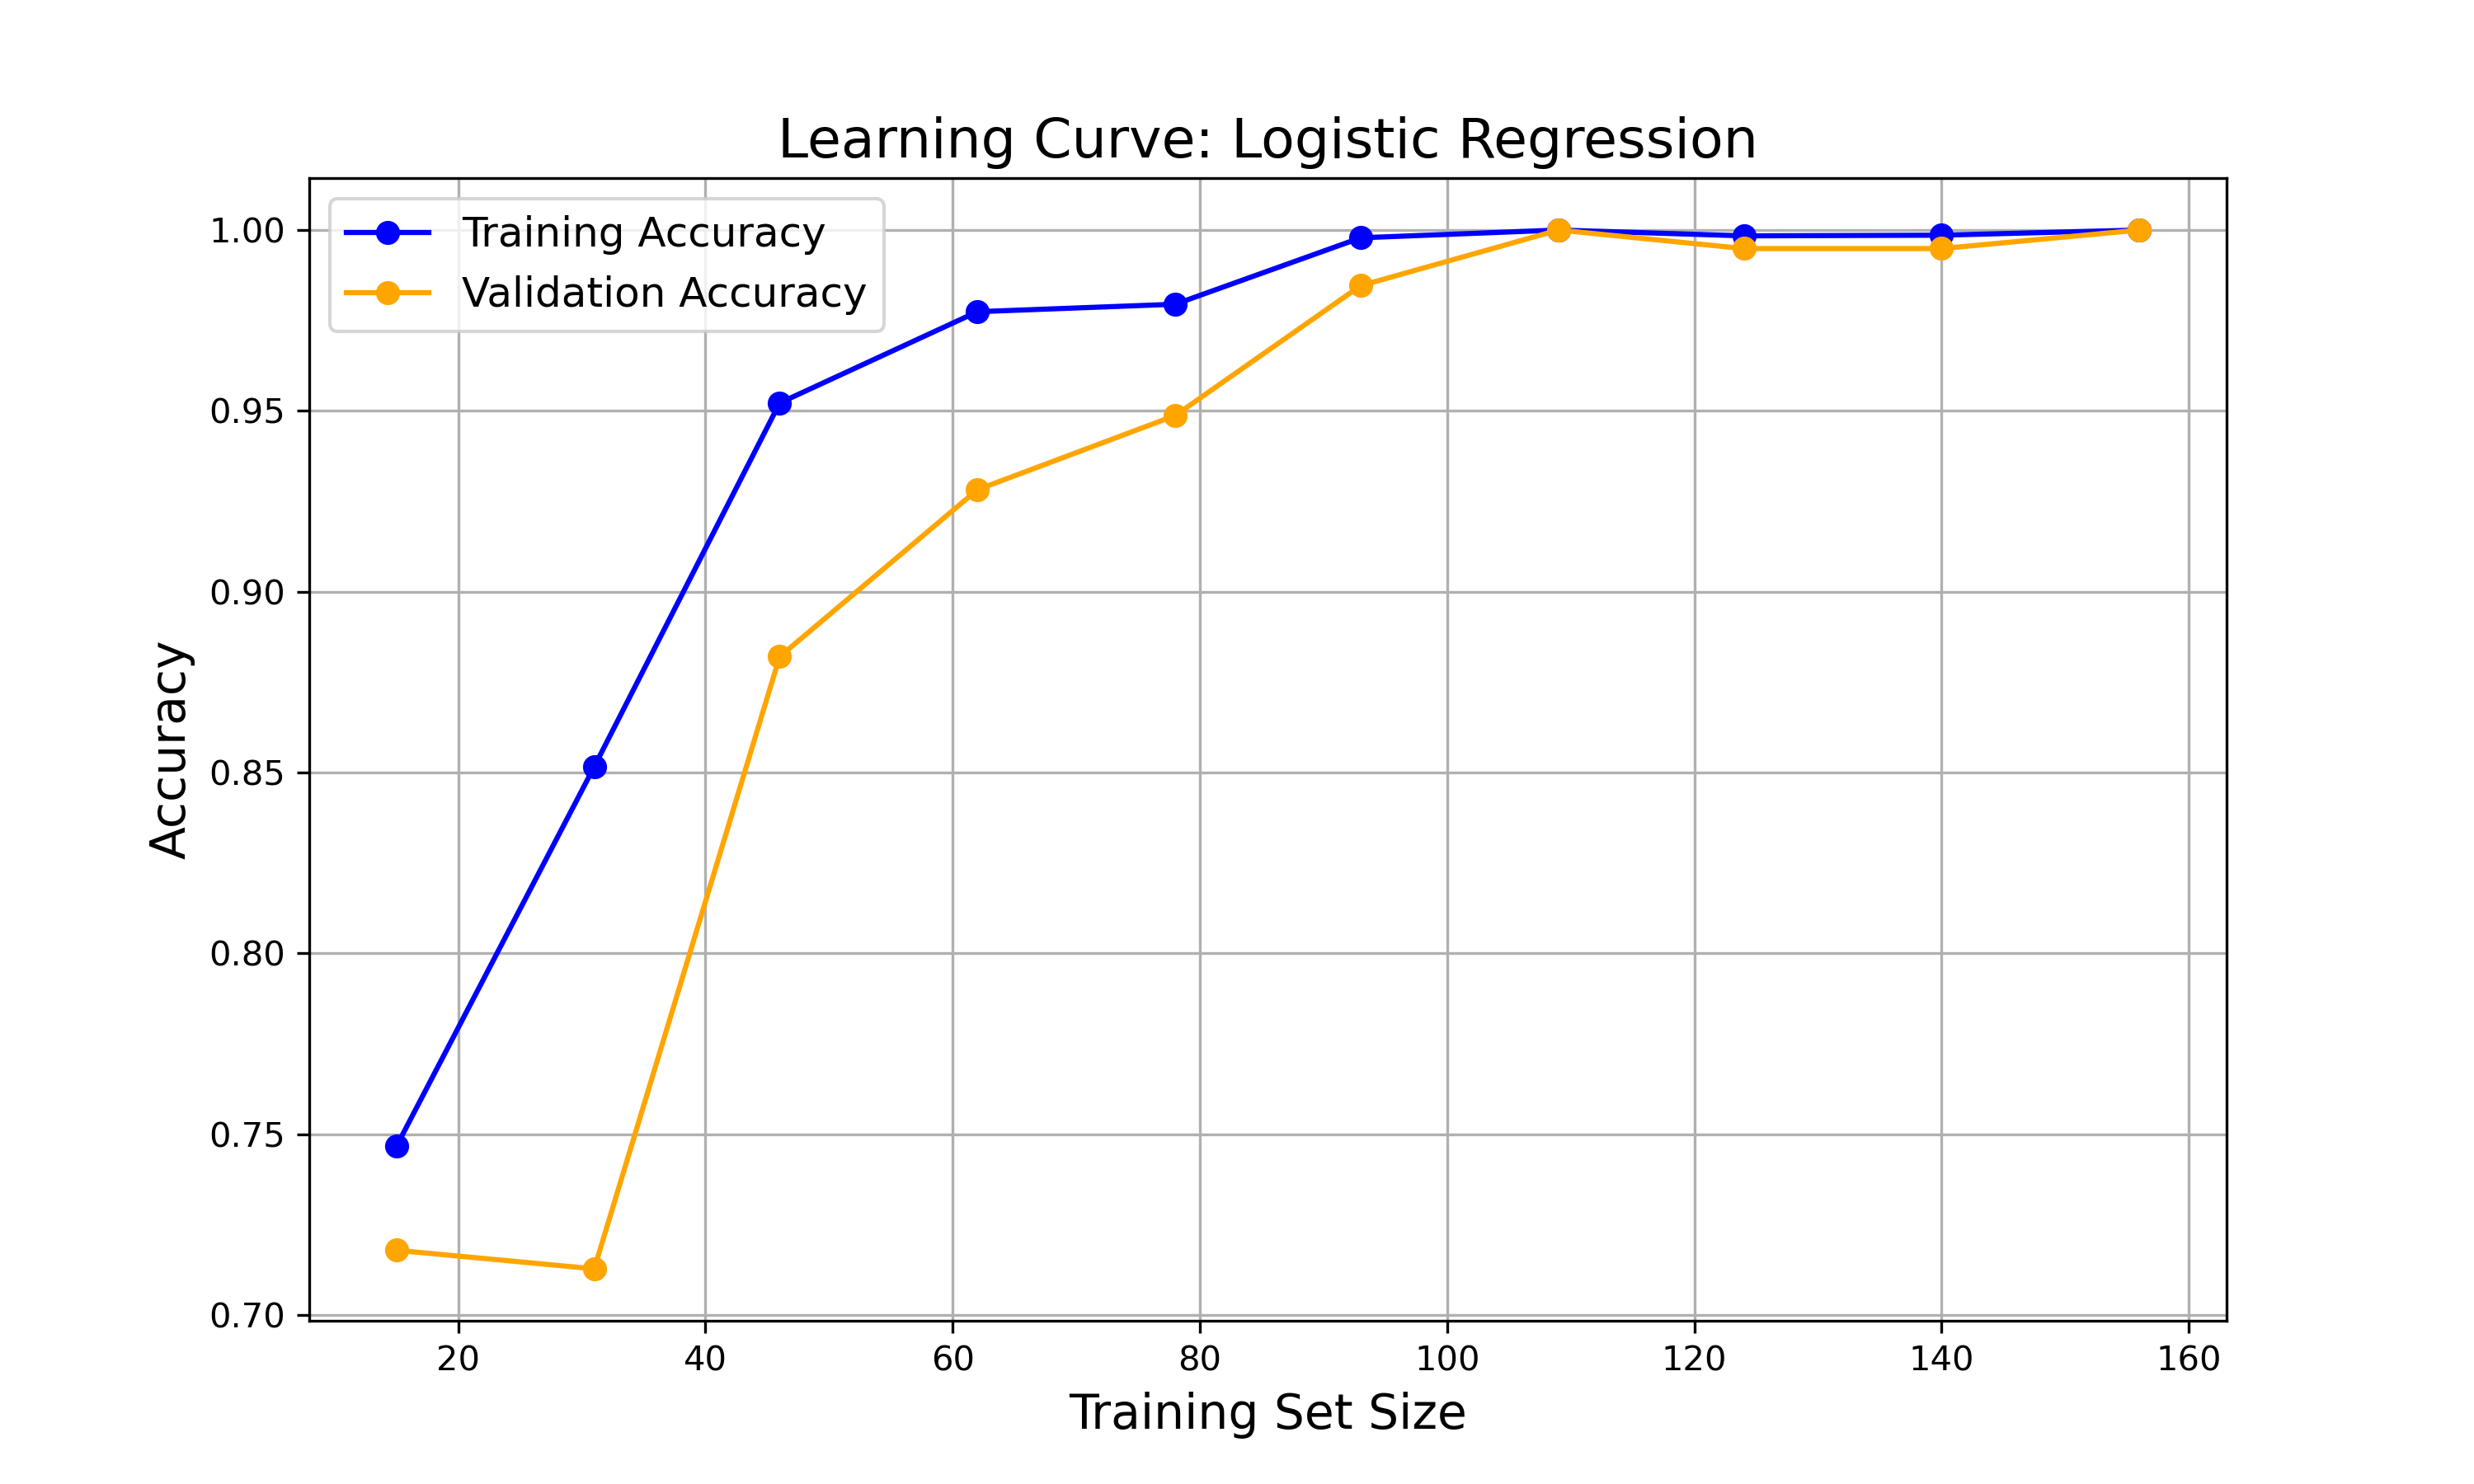 Learning Curve: Logistic Regression
Training Accuracy
Validation Accuracy
1.00
0.95
0.90
0.85
0.80
0.75
0.70
Accuracy
20 40 60 80 100 120 140 160
Training Set Size